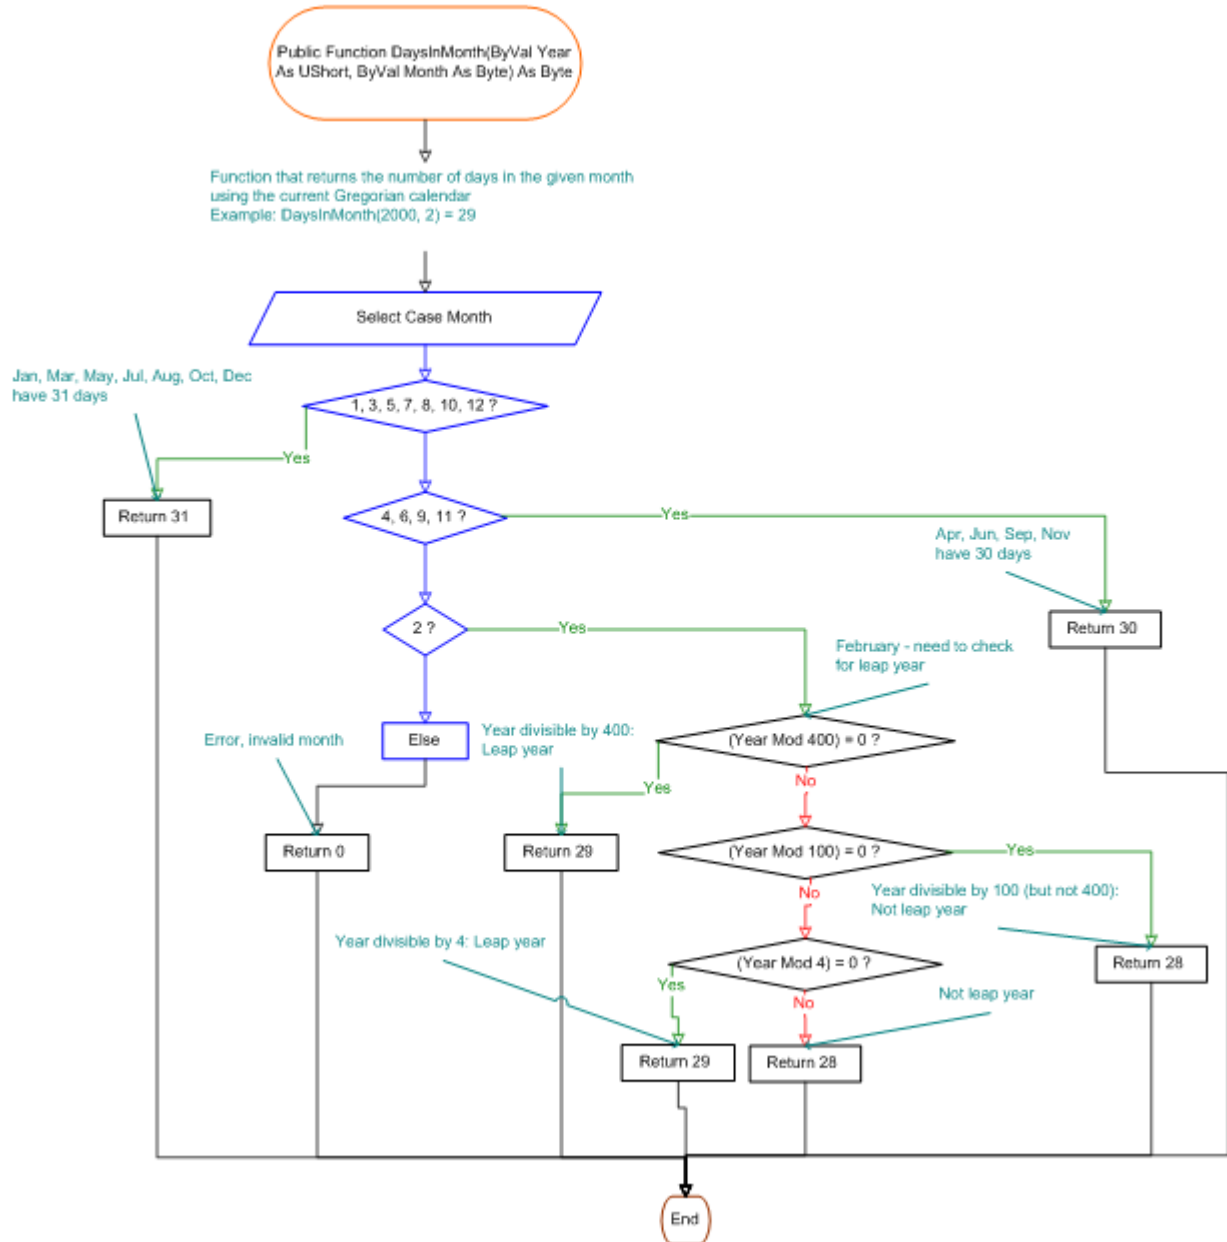 Public Function DaysInMonth(ByVal Year
As UShort, ByVal Month As Byte) As Byte
Function that returns the number of days in the given month
using the current Gregorian calendar
Example: DaysInMonth(2000, 2) = 29
Select Case Month
Jan, Mar, May, Jul, Aug, Oct, Dec
have 31 days
1, 3, 5, 7, 8, 10, 12 ?
Yes
Return 31
4, 6, 9, 11 ?
Yes
Apr, Jun, Sep, Nov
have 30 days
Return 30
2 ?
Yes
February - need to check
for leap year
Error, invalid month
Else
Year divisible by 400:
Leap year
(Year Mod 400) = 0 ?
Yes
No
Return 0
Return 29
(Year Mod 100) = 0 ?
Yes
No
Year divisible by 100 (but not 400):
Not leap year
Year divisible by 4: Leap year
(Year Mod 4) = 0 ?
Return 28
Yes
No
Not leap year
Return 29
Return 28
End